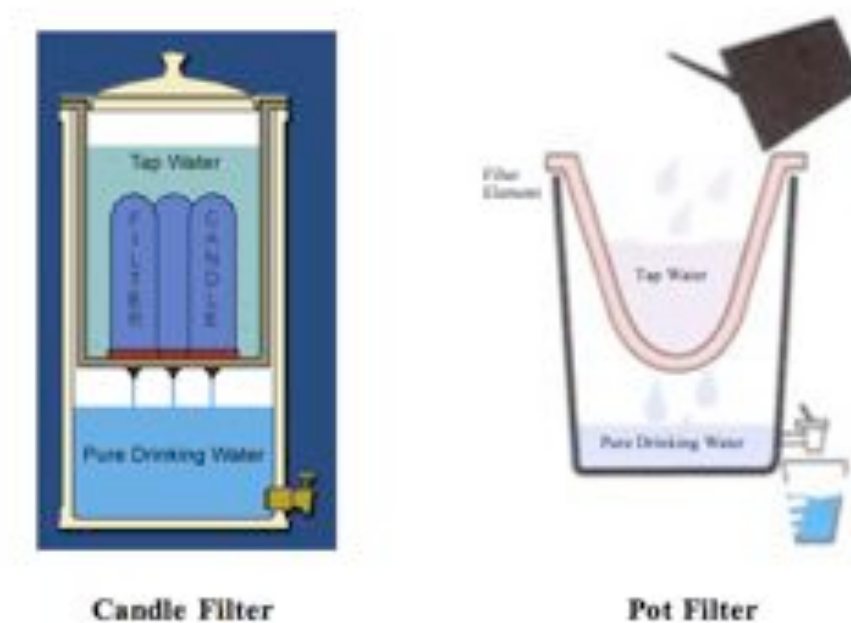 Tap Water
FILTER
CANDLE
Pure Drinking Water
Filter
Element
Tap Water
Pure Drinking Water
Candle Filter
Pot Filter